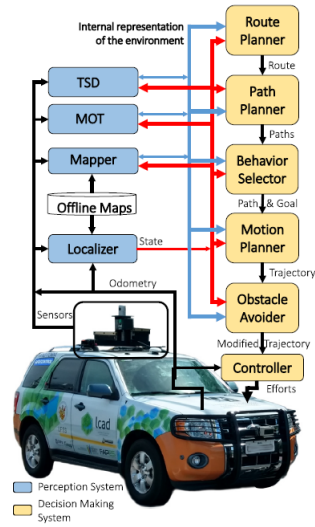 Internal representation
of the environment
Route
Planner
Route
TSD
Path
Planner
MOT
Paths
Mapper
Behavior
Selector
Offline Maps
Path & Goal
Localizer
State
Motion
Planner
Odometry
Trajectory
Sensors
Obstacle
Avoider
Modified Trajectory
Controller
Efforts
lcad
Perception System
Decision Making
System